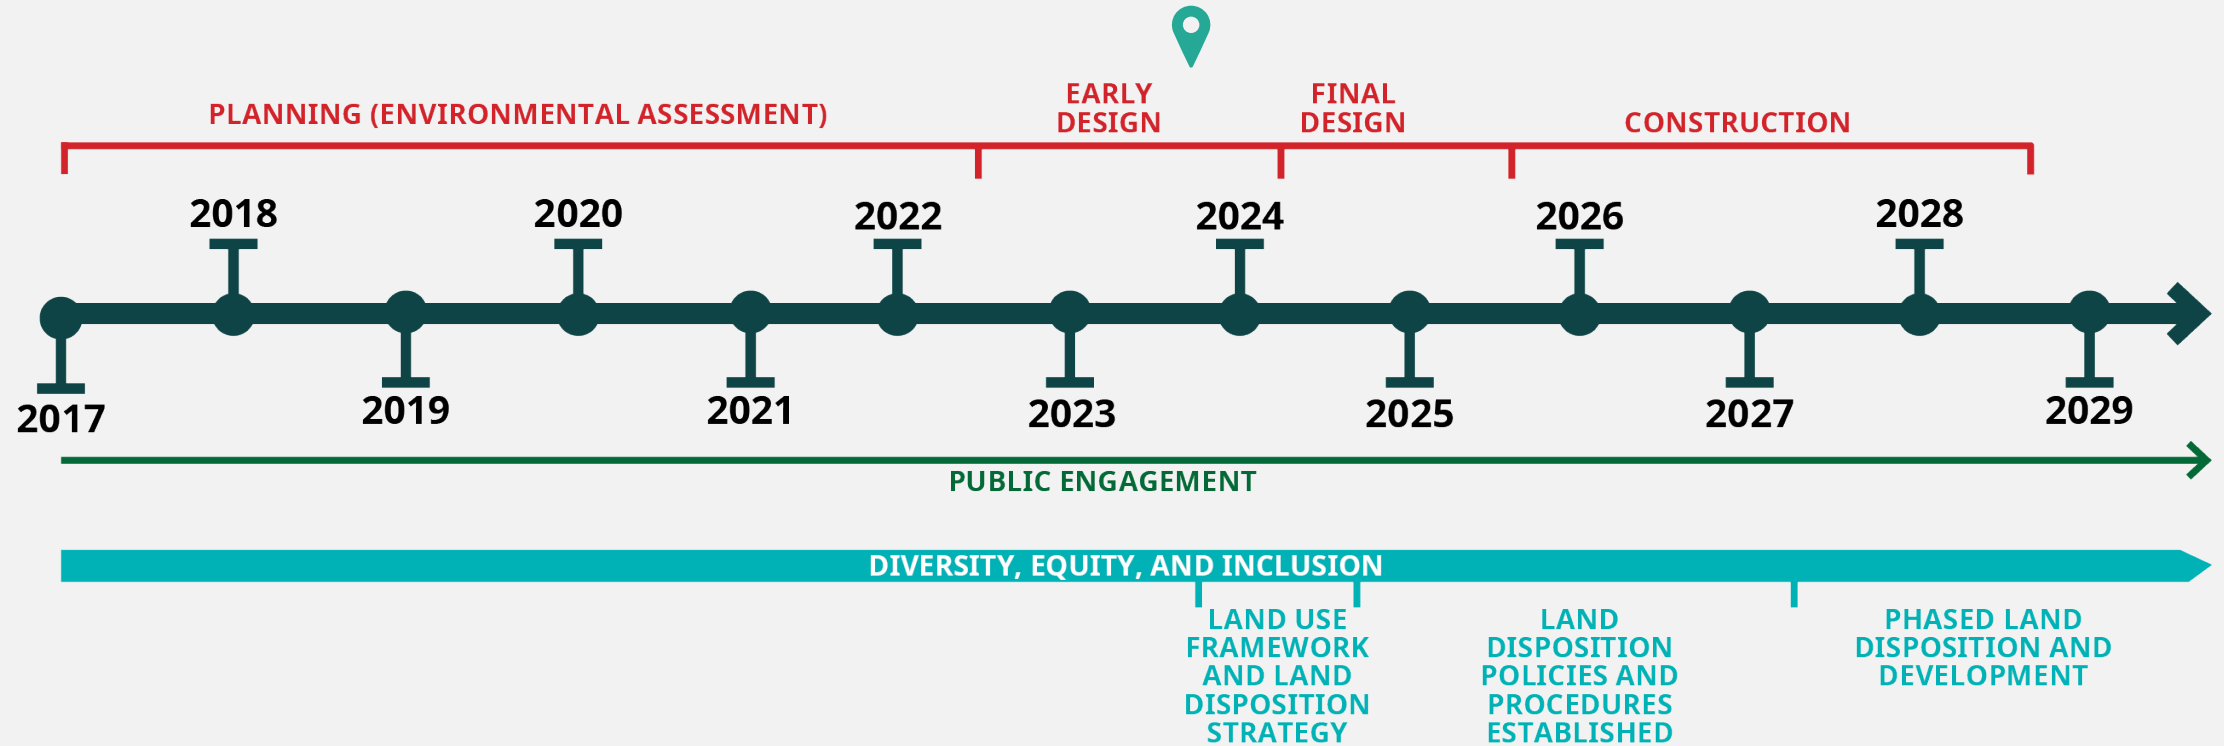 PLANNING (ENVIRONMENTAL ASSESSMENT)
EARLY
DESIGN
FINAL
DESIGN
CONSTRUCTION
2018
2020
2022
2024
2026
2028
2017
2019
2021
2023
2025
2027
2029
PUBLIC ENGAGEMENT
DIVERSITY, EQUITY, AND INCLUSION
LAND USE
FRAMEWORK
AND LAND
DISPOSITION
STRATEGY
LAND
DISPOSITION
POLICIES AND
PROCEDURES
ESTABLISHED
PHASED LAND
DISPOSITION AND
DEVELOPMENT